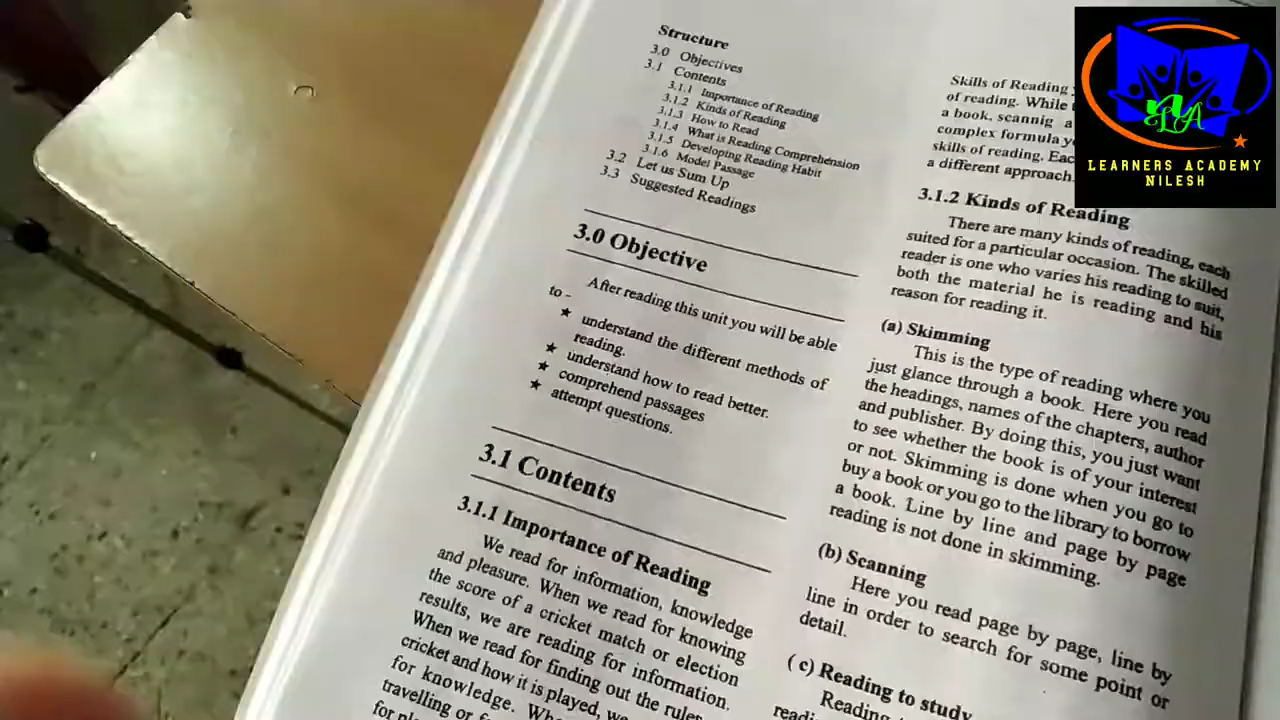 Structure
3.0 Objectives
3.1 Contents
3.1.1 Importance of Reading
3.1.2 Kinds of Reading
3.1.3 How to Read
3.1.4 What is Reading Comprehension
3.1.5 Developing Reading Habit
3.1.6 Model Passage
3.2 Let us Sum Up
3.3 Suggested Readings
3.0 Objective
After reading this unit you will be able
to -
★ understand the different methods of
reading.
★ understand how to read better.
★ comprehend passages
★ attempt questions.
3.1 Contents
3.1.1 Importance of Reading
We read for information, knowledge
and pleasure. When we read for knowing
the score of a cricket match or election
results, we are reading for information.
When we read for finding out the rules
cricket and how it is played, we
for knowledge.
travelling or
Skills of Reading
of reading. While
a book, scannig a
complex formula
skills of reading.
a different approach.
3.1.2 Kinds of Reading
There are many kinds of reading, each
suited for a particular occasion. The skilled
reader is one who varies his reading to suit,
both the material he is reading and his
reason for reading it.
(a) Skimming
This is the type of reading where you
just glance through a book. Here you read
the headings, names of the chapters, author
and publisher. By doing this, you just want
to see whether the book is of your interest
or not. Skimming is done when you go to
buy a book or you go to the library to borrow
a book. Line by line and page by page
reading is not done in skimming.
(b) Scanning
Here you read page by page, line by
line in order to search for some point or
detail.
(c) Reading to study
Reading
LA
LEARNERS ACADEMY
NILESH